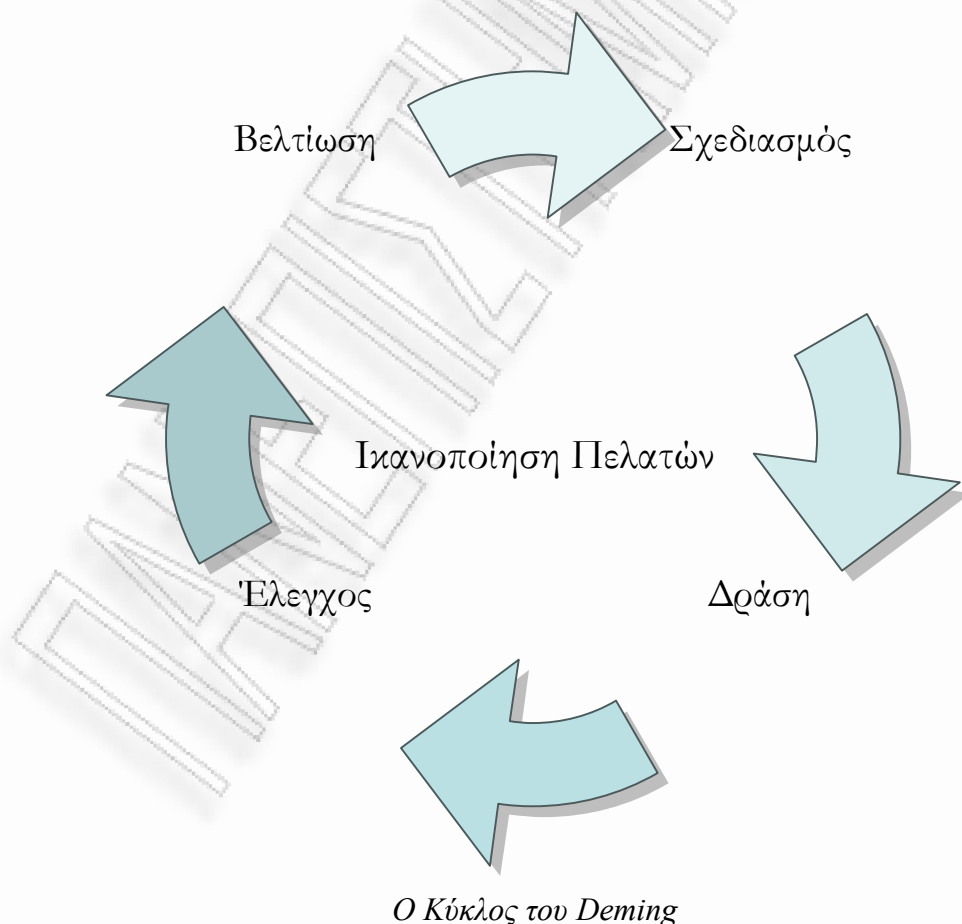 Βελτίωση
Σχεδιασμός
Ικανοποίηση Πελατών
Έλεγχος
Δράση
Ο Κύκλος του Deming